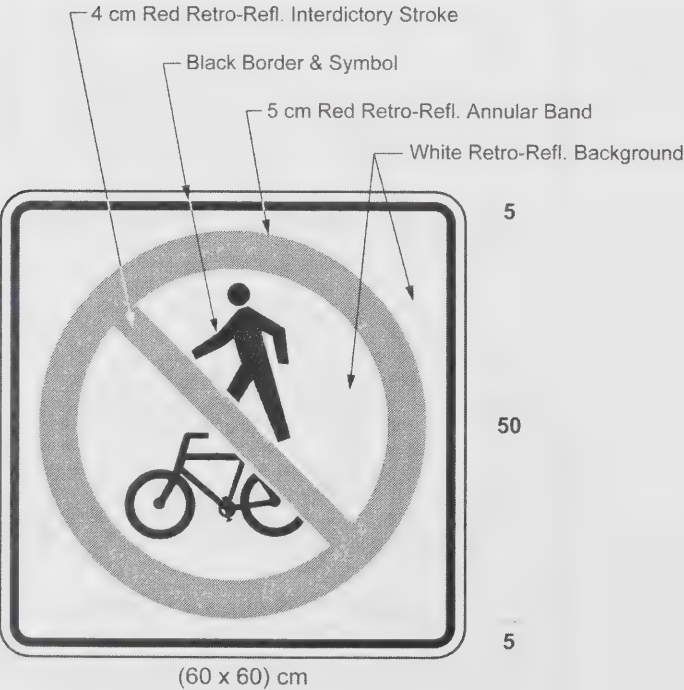 4 cm Red Retro-Refl. Interdictory Stroke
Black Border & Symbol
5 cm Red Retro-Refl. Annular Band
White Retro-Refl. Background
5
50
5
(60 x 60) cm